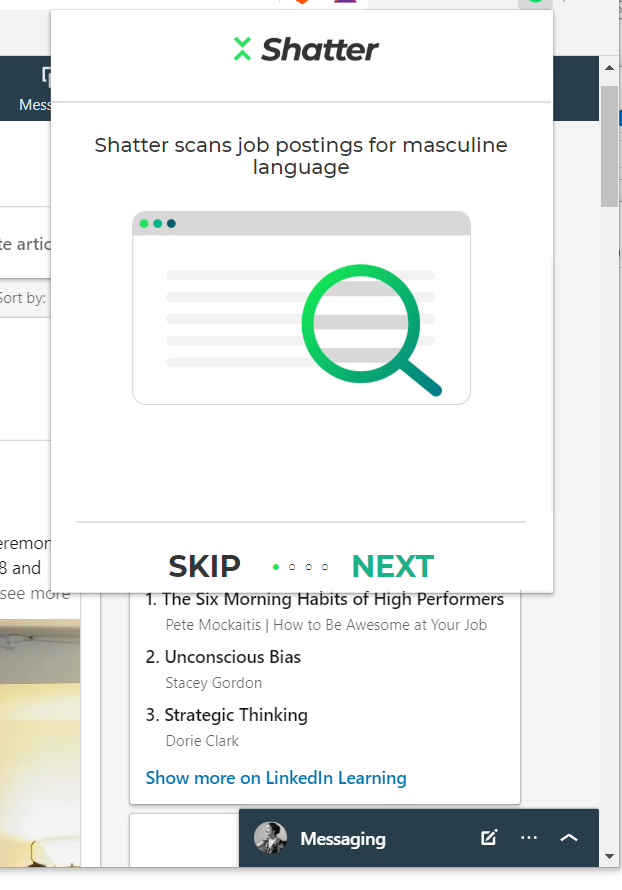 Shatter
Mess
Shatter scans job postings for masculine
language
te artic
Sort by:
eremon
8 and
see more
SKIP
NEXT
1. The Six Morning Habits of High Performers
Pete Mockaitis | How to Be Awesome at Your Job
2. Unconscious Bias
Stacey Gordon
3. Strategic Thinking
Dorie Clark
Show more on LinkedIn Learning
Messaging